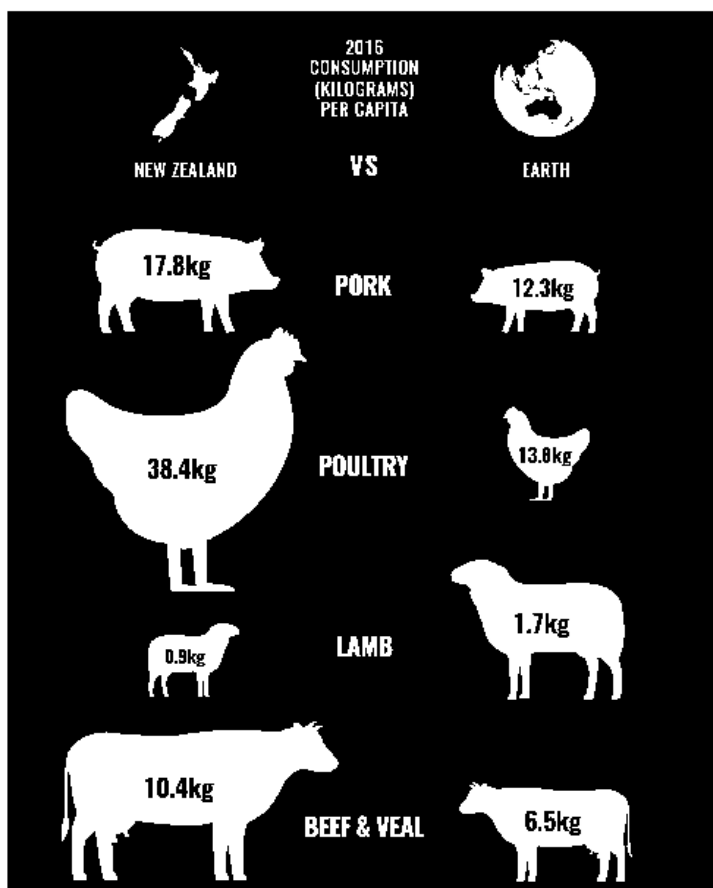 2016
CONSUMPTION
(KILOGRAMS)
PER CAPITA
NEW ZEALAND
VS
EARTH
17.8kg
PORK
12.3kg
38.4kg
POULTRY
13.8kg
0.9kg
LAMB
1.7kg
10.4kg
BEEF & VEAL
6.5kg